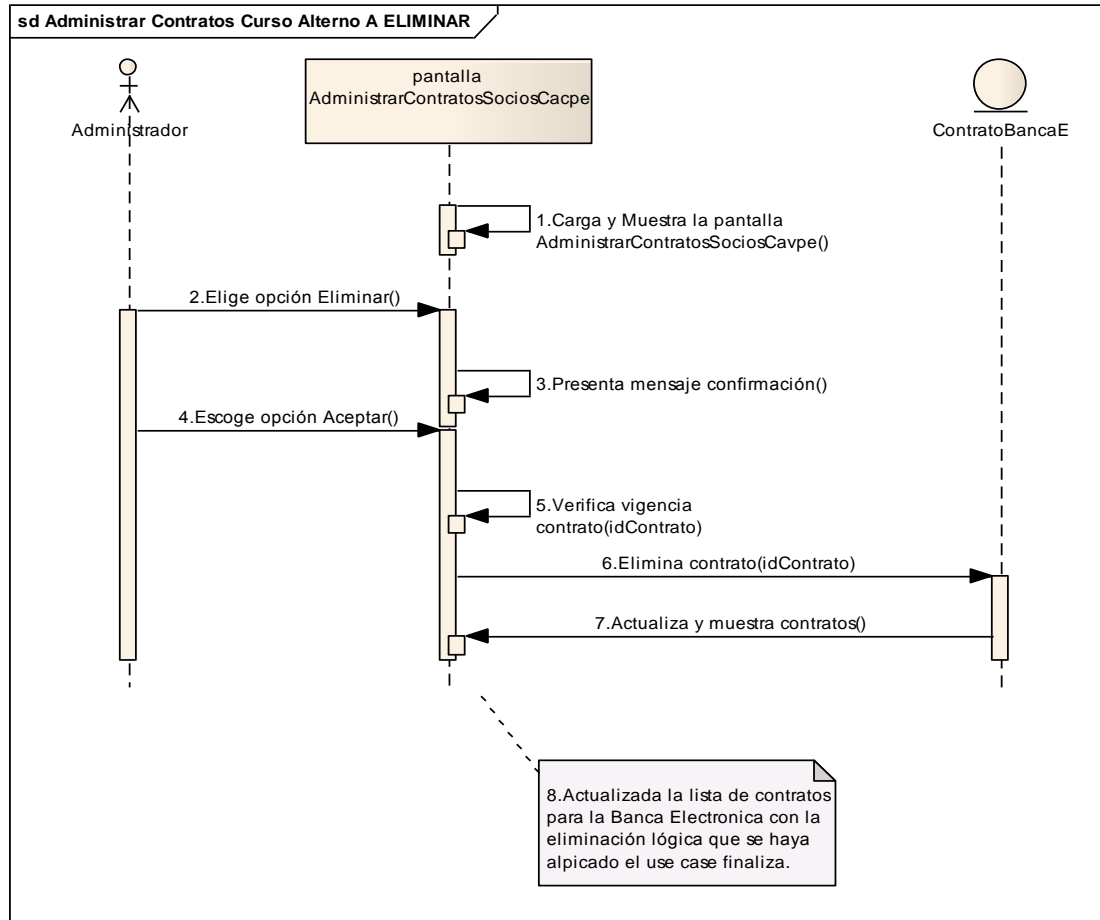 sd Administrar Contratos Curso Alterno A ELIMINAR
Administrador
pantalla
AdministrarContratosSociosCacpe
ContratoBancaE
1.Carga y Muestra la pantalla
AdministrarContratosSociosCavpe()
2.Elige opción Eliminar()
3.Presenta mensaje confirmación()
4.Escoge opción Aceptar()
5.Verifica vigencia
contrato(idContrato)
6.Elimina contrato(idContrato)
7.Actualiza y muestra contratos()
8.Actualizada la lista de contratos
para la Banca Electronica con la
eliminación lógica que se haya
alpicado el use case finaliza.